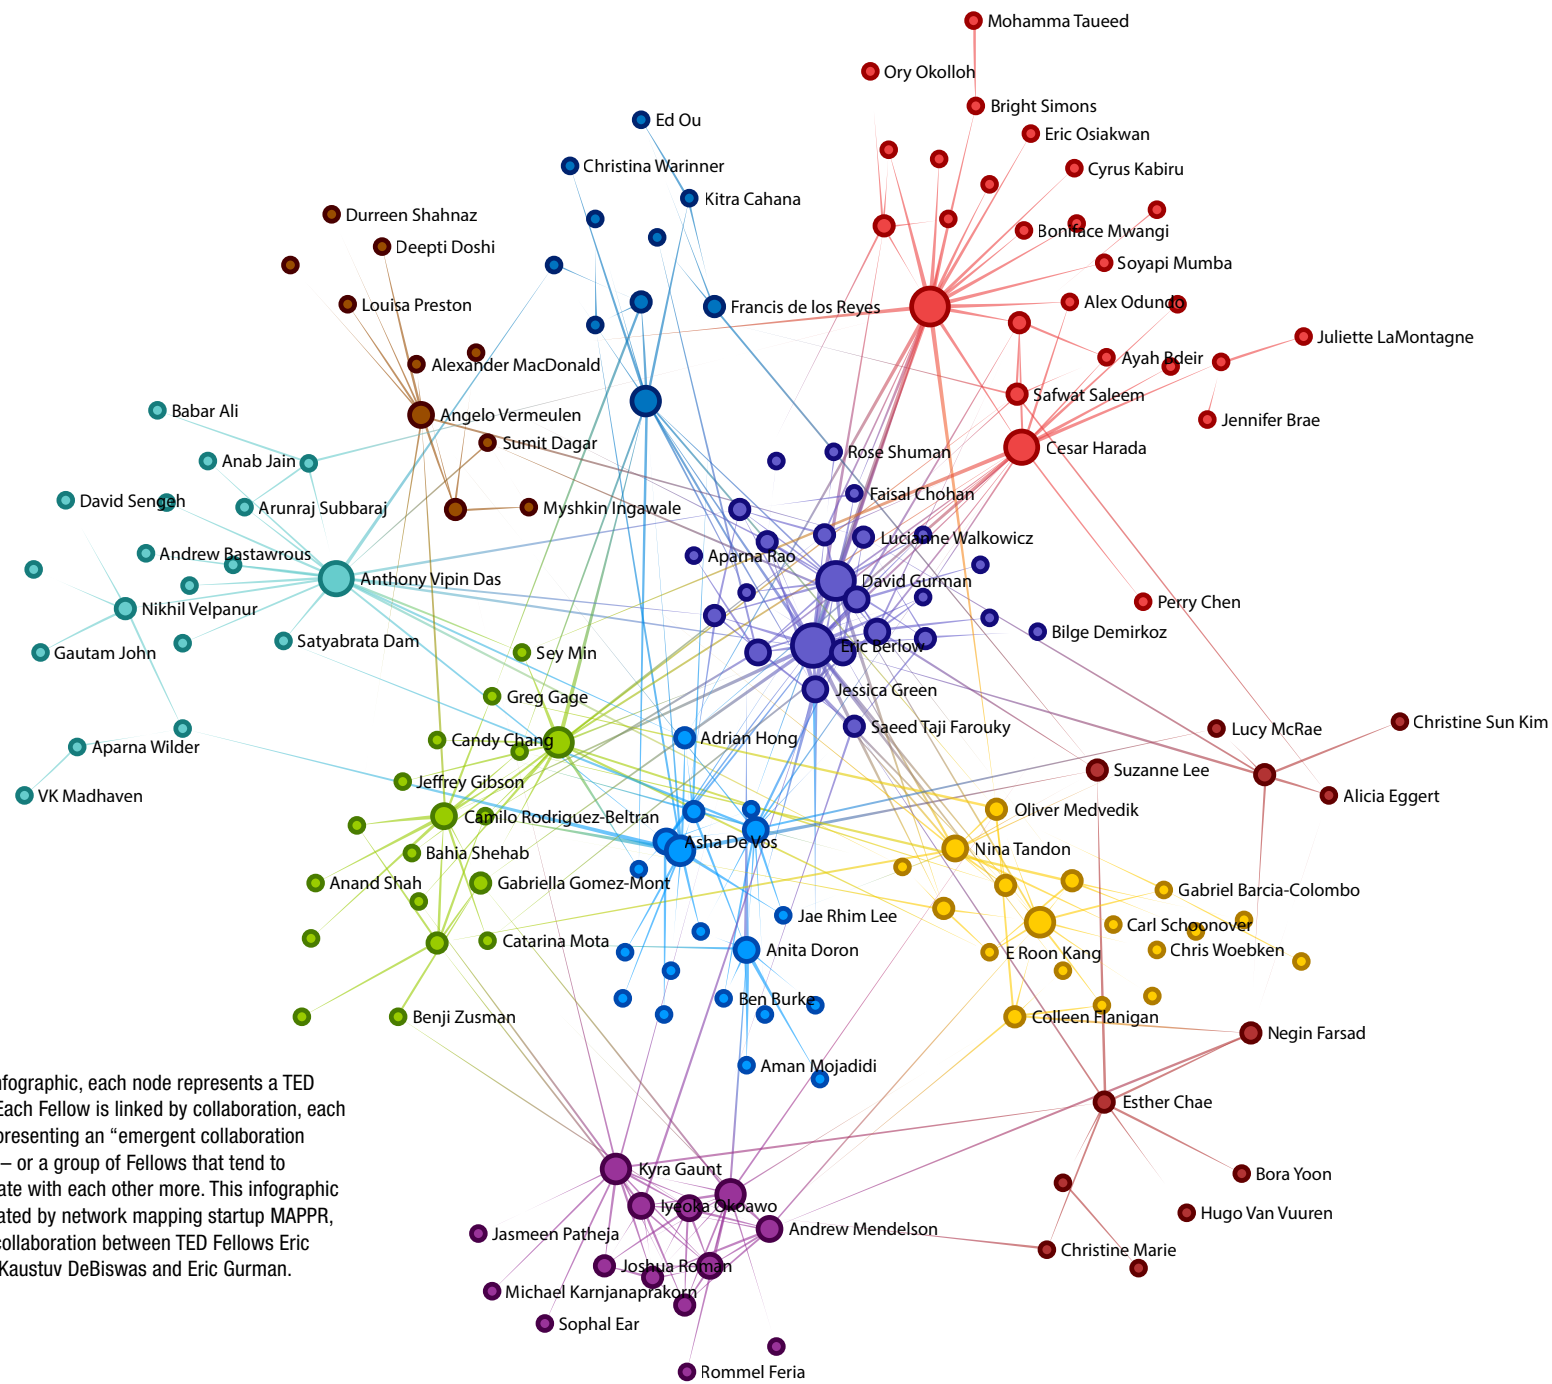 Mohamma Taueed
Ory Okolloh
Bright Simons
Ed Ou
Eric Osiakwan
Christina Warinner
Cyrus Kabiru
Kitra Cahana
Durreen Shahnaz
Boniface Mwangi
Deepti Doshi
Soyapi Mumba
Louisa Preston
Francis de los Reyes
Alex Odundo
Juliette LaMontagne
Ayah Bdeir
Alexander MacDonald
Safwat Saleem
Babar Ali
Angelo Vermeulen
Jennifer Brae
Sumit Dagar
Cesar Harada
Rose Shuman
Anab Jain
Faisal Chohan
David Sengeh
Arunraj Subbaraj
Myshkin Ingawale
Lucianne Walkowicz
Andrew Bastawrous
Aparna Rao
Anthony Vipin Das
David Gurman
Perry Chen
Nikhil Velpanur
Bilge Demirkoz
Satyabrata Dam
Eric Berlow
Gautam John
Sey Min
Jessica Green
Greg Gage
Christine Sun Kim
Saeed Taji Farouky
Lucy McRae
Candy Chang
Adrian Hong
Aparna Wilder
Suzanne Lee
Jeffrey Gibson
VK Madhaven
Alicia Eggert
Oliver Medvedik
Camilo Rodriguez-Beltran
Asha De Vos
Nina Tandon
Bahia Shehab
Anand Shah
Gabriella Gomez-Mont
Gabriel Barcia-Colombo
Jae Rhim Lee
Carl Schoonover
Catarina Mota
Anita Doron
E Roon Kang
Chris Woebken
Ben Burke
Benji Zusman
Colleen Flanigan
Negin Farsad
Aman Mojadidi
Esther Chae
nfographic, each node represents a TED
Each Fellow is linked by collaboration, each
presenting an “emergent collaboration
– or a group of Fellows that tend to
ate with each other more. This infographic
ated by network mapping startup MAPPR,
collaboration between TED Fellows Eric
Kaustuv DeBiswas and Eric Gurman.
Kyra Gaunt
Bora Yoon
Iyeoka Okoawo
Hugo Van Vuuren
Jasmeen Patheja
Andrew Mendelson
Christine Marie
Joshua Roman
Michael Karnjanaprakorn
Sophal Ear
Rommel Feria